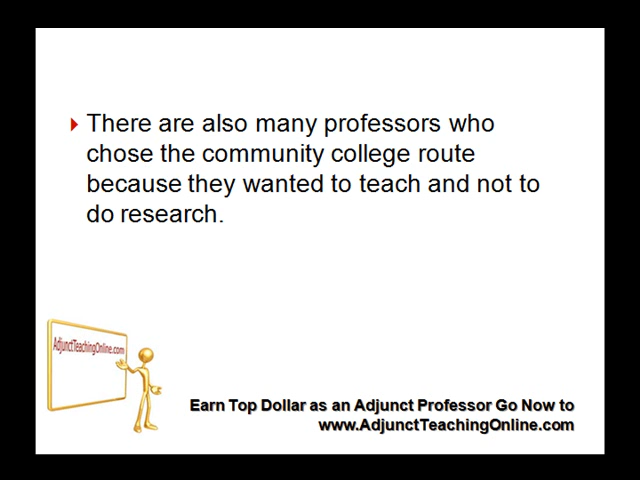 There are also many professors who
chose the community college route
because they wanted to teach and not to
do research.
AdjunctTeachingOnline.com
Earn Top Dollar as an Adjunct Professor Go Now to
www.AdjunctTeachingOnline.com